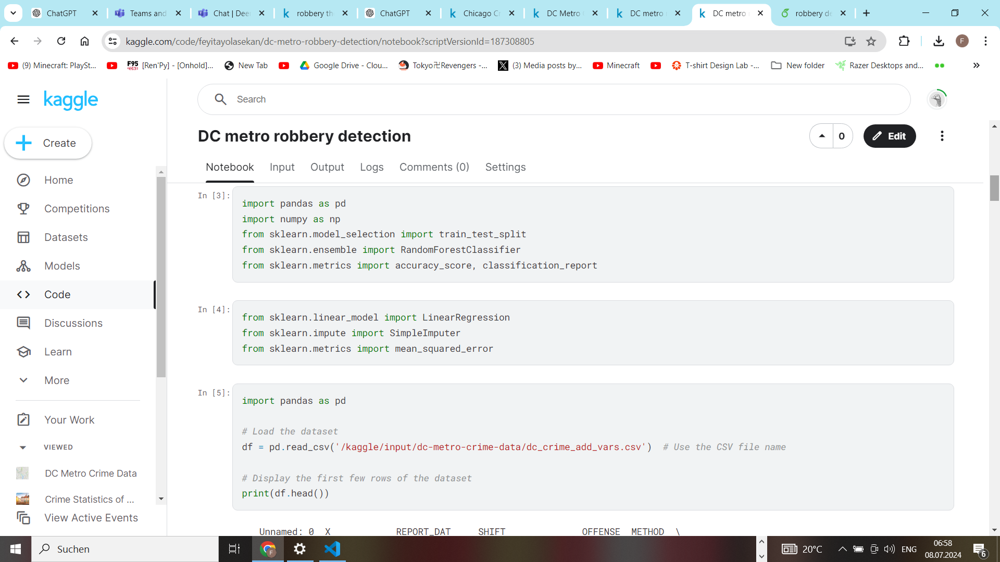 ChatGPT
Teams and
Chat | Deer
robbery the
ChatGPT
Chicago Cr
DC Metro
DC metro
DC metro
robbery de
kaggle.com/code/feyitayolasekan/dc-metro-robbery-detection/notebook?scriptVersionId=187308805
F
(9) Minecraft: PlaySt...
F95 ZONE [Ren'Py] - [Onhold]...
New Tab
Google Drive - Clou...
Tokyo卍Revengers -...
(3) Media posts by...
Minecraft
T-shirt Design Lab -...
New folder
Razer Desktops and...
kaggle
Search
Create
DC metro robbery detection
0
Edit
Notebook Input Output Logs Comments (0) Settings
Home
Competitions
Datasets
Models
Code
Discussions
Learn
More
Your Work
VIEWED
DC Metro Crime Data
Crime Statistics of ...
View Active Events
In [3]:
import pandas as pd
import numpy as np
from sklearn.model_selection import train_test_split
from sklearn.ensemble import RandomForestClassifier
from sklearn.metrics import accuracy_score, classification_report
In [4]:
from sklearn.linear_model import LinearRegression
from sklearn.impute import SimpleImputer
from sklearn.metrics import mean_squared_error
In [5]:
import pandas as pd
# Load the dataset
df = pd.read_csv('/kaggle/input/dc-metro-crime-data/dc_crime_add_vars.csv')  # Use the CSV file name
# Display the first few rows of the dataset
print(df.head())
Unnamed: 0  X            REPORT_DAT     SHIFT              OFFENSE  METHOD  \
Suchen
F
20°C
ENG
06:58
08.07.2024
6